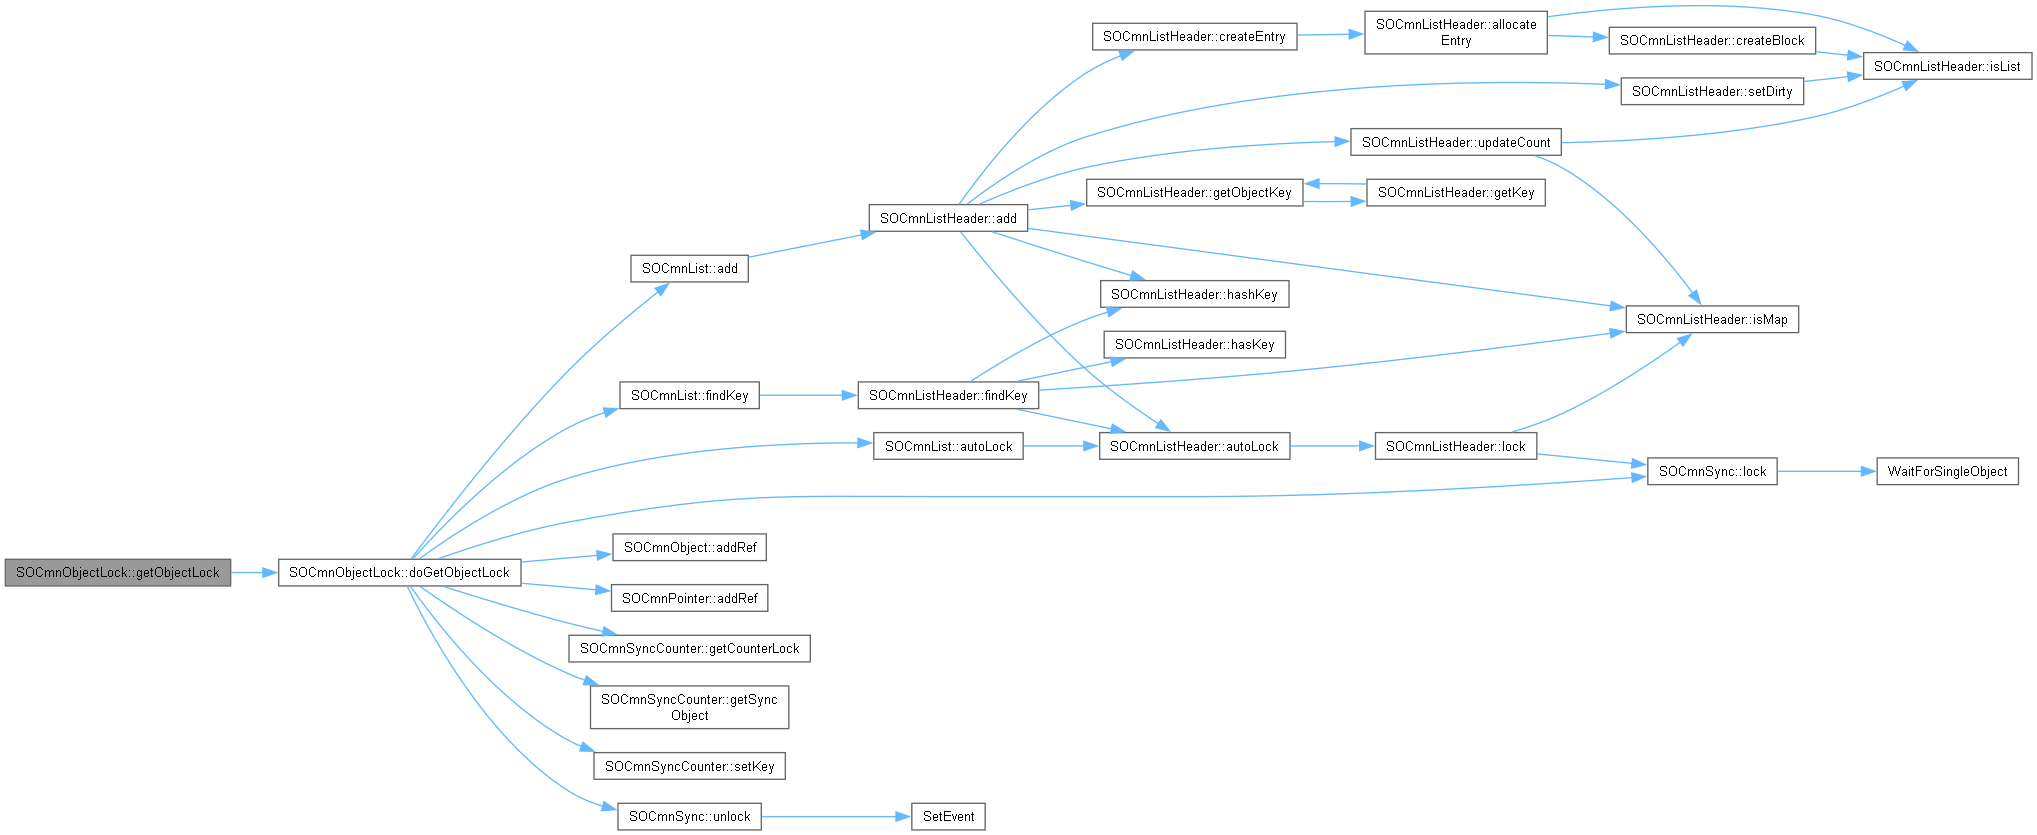 SOCmnObjectLock::getObjectLock
SOCmnObjectLock::doGetObjectLock
SOCmnList::add
SOCmnList::findKey
SOCmnList::autoLock
SOCmnObject::addRef
SOCmnPointer::addRef
SOCmnSyncCounter::getCounterLock
SOCmnSyncCounter::getSync
Object
SOCmnSyncCounter::setKey
SOCmnSync::unlock
SetEvent
SOCmnListHeader::add
SOCmnListHeader::findKey
SOCmnListHeader::createEntry
SOCmnListHeader::getObjectKey
SOCmnListHeader::hashKey
SOCmnListHeader::hasKey
SOCmnListHeader::autoLock
SOCmnListHeader::allocate
Entry
SOCmnListHeader::updateCount
SOCmnListHeader::getKey
SOCmnListHeader::lock
SOCmnListHeader::createBlock
SOCmnListHeader::setDirty
SOCmnListHeader::isMap
SOCmnSync::lock
SOCmnListHeader::isList
WaitForSingleObject